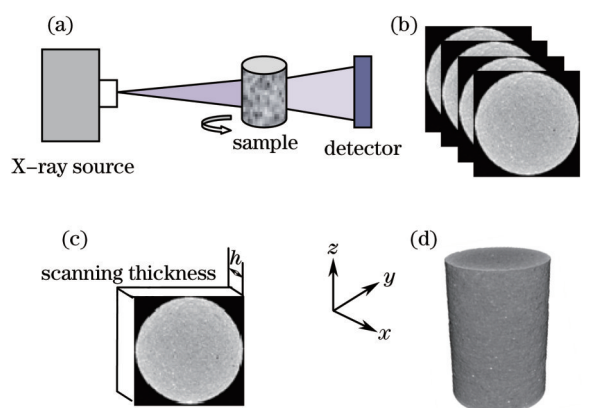 (a)
(b)
X-ray source
sample
detector
(c)
(d)
scanning thickness
h
z
y
x